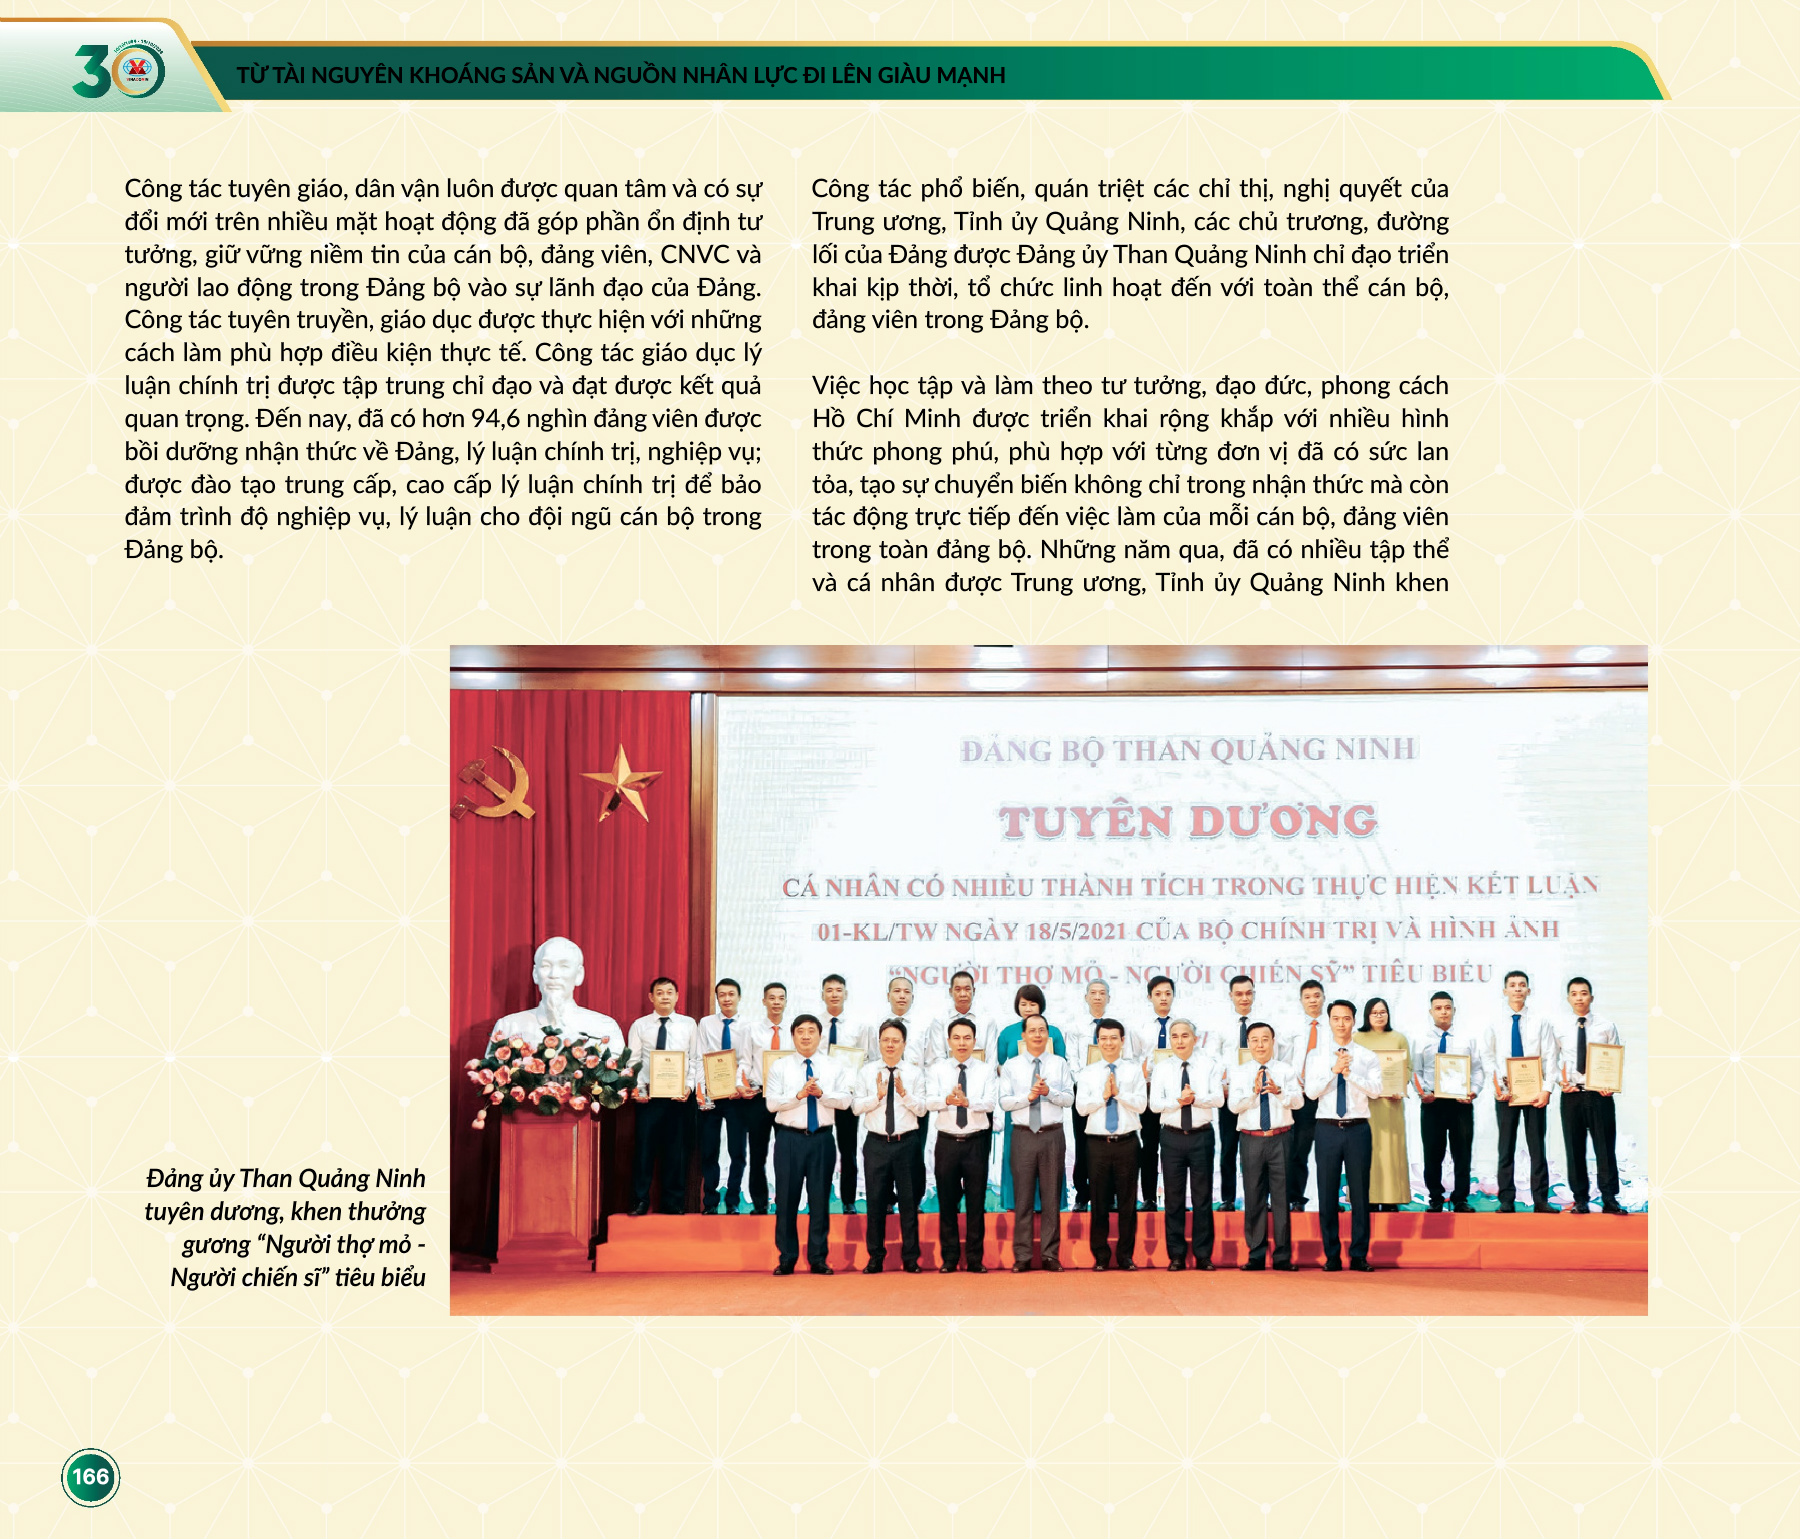 30
TỪ TÀI NGUYÊN KHOÁNG SẢN VÀ NGUỒN NHÂN LỰC ĐI LÊN GIÀU MẠNH
Công tác tuyên giáo, dân vận luôn được quan tâm và có sự
đổi mới trên nhiều mặt hoạt động đã góp phần ổn định tư
tưởng, giữ vững niềm tin của cán bộ, đảng viên, CNVC và
người lao động trong Đảng bộ vào sự lãnh đạo của Đảng.
Công tác tuyên truyền, giáo dục được thực hiện với những
cách làm phù hợp điều kiện thực tế. Công tác giáo dục lý
luận chính trị được tập trung chỉ đạo và đạt được kết quả
quan trọng. Đến nay, đã có hơn 94,6 nghìn đảng viên được
bồi dưỡng nhận thức về Đảng, lý luận chính trị, nghiệp vụ;
được đào tạo trung cấp, cao cấp lý luận chính trị để bảo
đảm trình độ nghiệp vụ, lý luận cho đội ngũ cán bộ trong
Đảng bộ.
Công tác phổ biến, quán triệt các chỉ thị, nghị quyết của
Trung ương, Tỉnh ủy Quảng Ninh, các chủ trương, đường
lối của Đảng được Đảng ủy Than Quảng Ninh chỉ đạo triển
khai kịp thời, tổ chức linh hoạt đến với toàn thể cán bộ,
đảng viên trong Đảng bộ.
Việc học tập và làm theo tư tưởng, đạo đức, phong cách
Hồ Chí Minh được triển khai rộng khắp với nhiều hình
thức phong phú, phù hợp với từng đơn vị đã có sức lan
tỏa, tạo sự chuyển biến không chỉ trong nhận thức mà còn
tác động trực tiếp đến việc làm của mỗi cán bộ, đảng viên
trong toàn đảng bộ. Những năm qua, đã có nhiều tập thể
và cá nhân được Trung ương, Tỉnh ủy Quảng Ninh khen
ĐẢNG BỘ THAN QUẢNG NINH
TUYÊN DƯƠNG
CÁ NHÂN CÓ NHIỀU THÀNH TÍCH TRONG THỰC HIỆN KẾT LUẬN
01-KL/TW NGÀY 18/5/2021 CỦA BỘ CHÍNH TRỊ VÀ HÌNH ẢNH
“NGƯỜI THỢ MỎ - NGƯỜI CHIẾN SỸ” TIÊU BIỂU
Đảng ủy Than Quảng Ninh
tuyên dương, khen thưởng
gương “Người thợ mỏ -
Người chiến sĩ” tiêu biểu
166